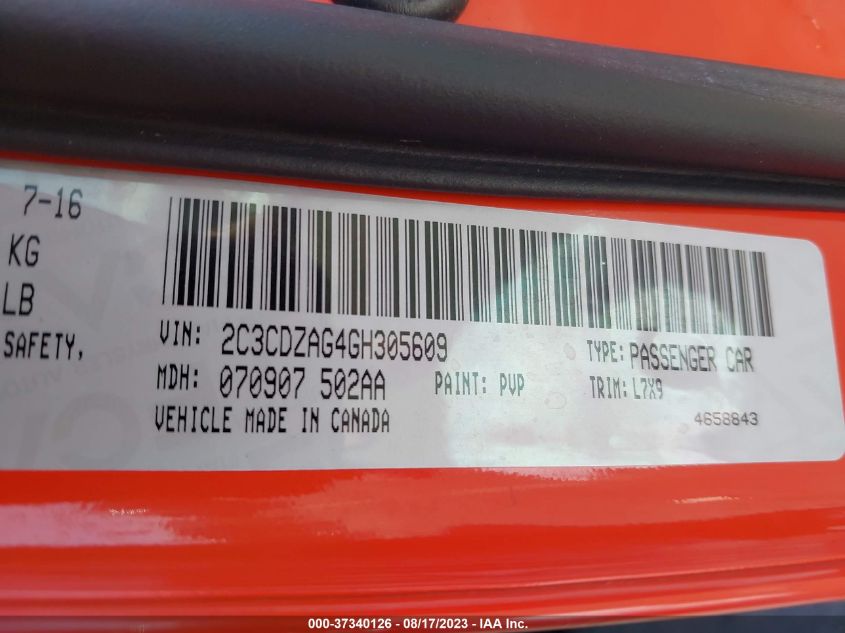 7-16
KG
LB
SAFETY,
VIN: 2C3CDZAG4GH305609
TYPE: PASSENGER CAR
MDH: 070907 502AA
PAINT: PVP
TRIM: L7X9
VEHICLE MADE IN CANADA
4658843
000-37340126 - 08/17/2023 - IAA Inc.